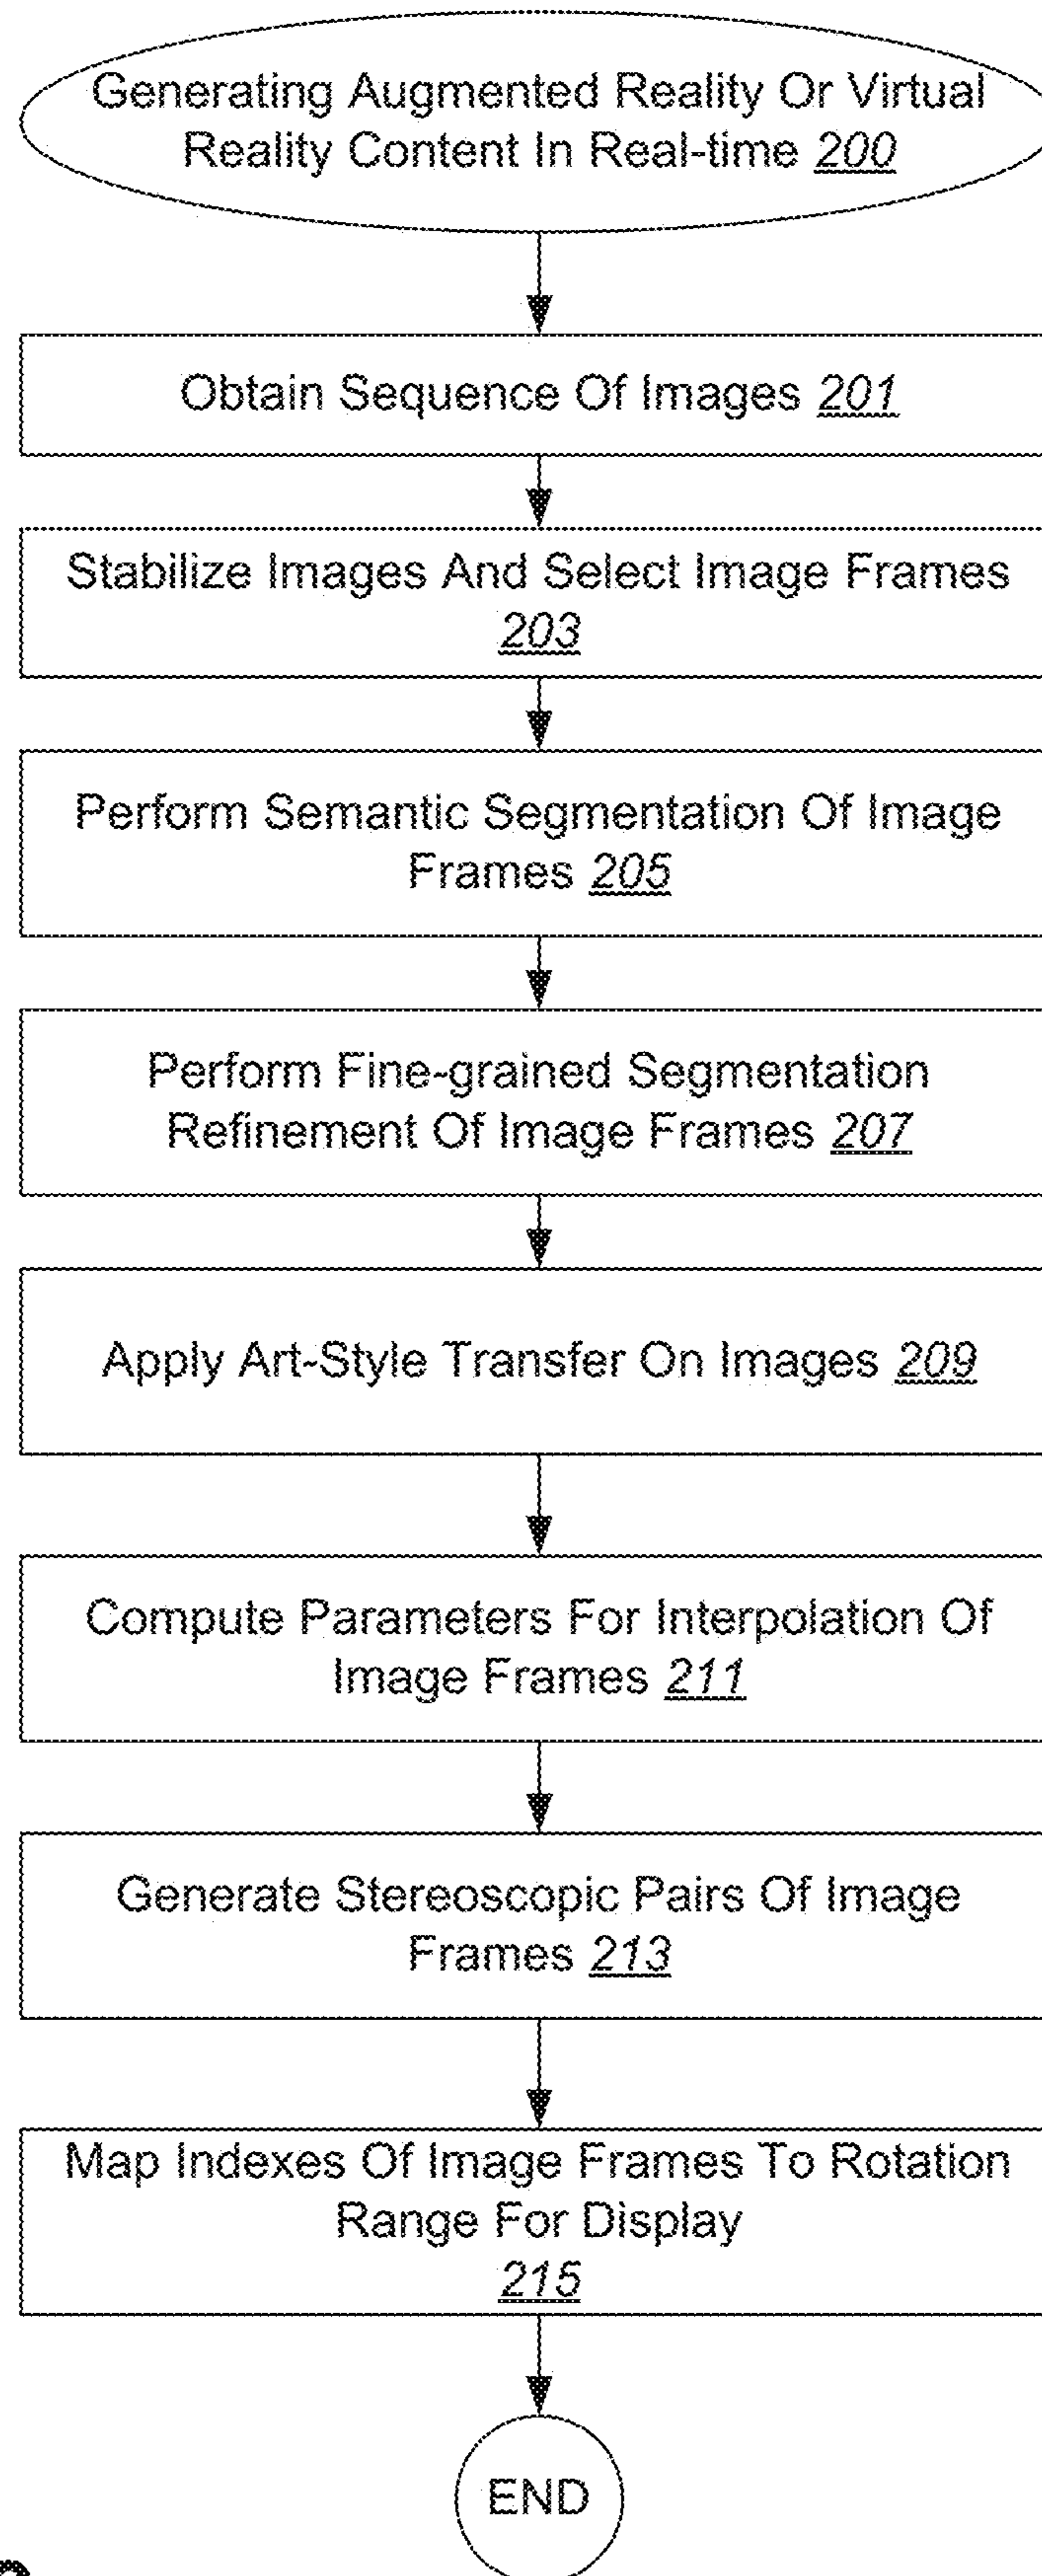 Generating Augmented Reality Or Virtual
Reality Content In Real-time 200
Obtain Sequence Of Images 201
Stabilize Images And Select Image Frames
203
Perform Semantic Segmentation Of Image
Frames 205
Perform Fine-grained Segmentation
Refinement Of Image Frames 207
Apply Art-Style Transfer On Images 209
Compute Parameters For Interpolation Of
Image Frames 211
Generate Stereoscopic Pairs Of Image
Frames 213
Map Indexes Of Image Frames To Rotation
Range For Display
215
END